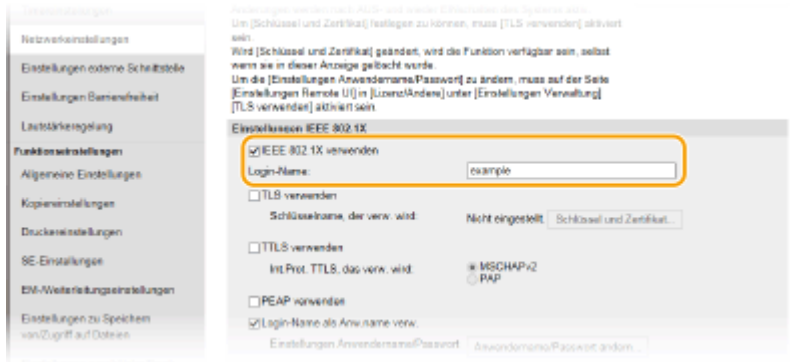 Netzwerkeinstellungen
Einstellungen externe Schnittstelle
Einstellungen Barrierefreiheit
Lautstärkeregelung
Funktionseinstellungen
Allgemeine Einstellungen
Kopiereinstellungen
Druckereinstellungen
SE-Einstellungen
EM-/Weiterleitungseinstellungen
Einstellungen zu Speichern
von/Zugriff auf Dateien
Um [Schlüssel und Zertifikat] festlegen zu können, muss [TLS verwenden] aktiviert
sein.
Wird [Schlüssel und Zertifikat] geändert, wird die Funktion verfügbar sein, selbst
wenn sie in dieser Anzeige gelöscht wurde.
Um die [Einstellungen Anwendername/Passwort] zu ändern, muss auf der Seite
[Einstellungen Remote UI] in [Lizenz/Andere] unter [Einstellungen Verwaltung]
[TLS verwenden] aktiviert sein.
Einstellungen IEEE 802.1X
IEEE 802.1X verwenden
Login-Name: example
TLS verwenden
Schlüsselname, der verw. wird: Nicht eingestellt Schlüssel und Zertifikat...
TTLS verwenden
Int.Prot. TTLS, das verw. wird: MSCHAPv2
PAP
PEAP verwenden
Login-Name als Anw.name verw.
Einstellungen Anwendername/Passwort Anwendername/Passwort ändern...